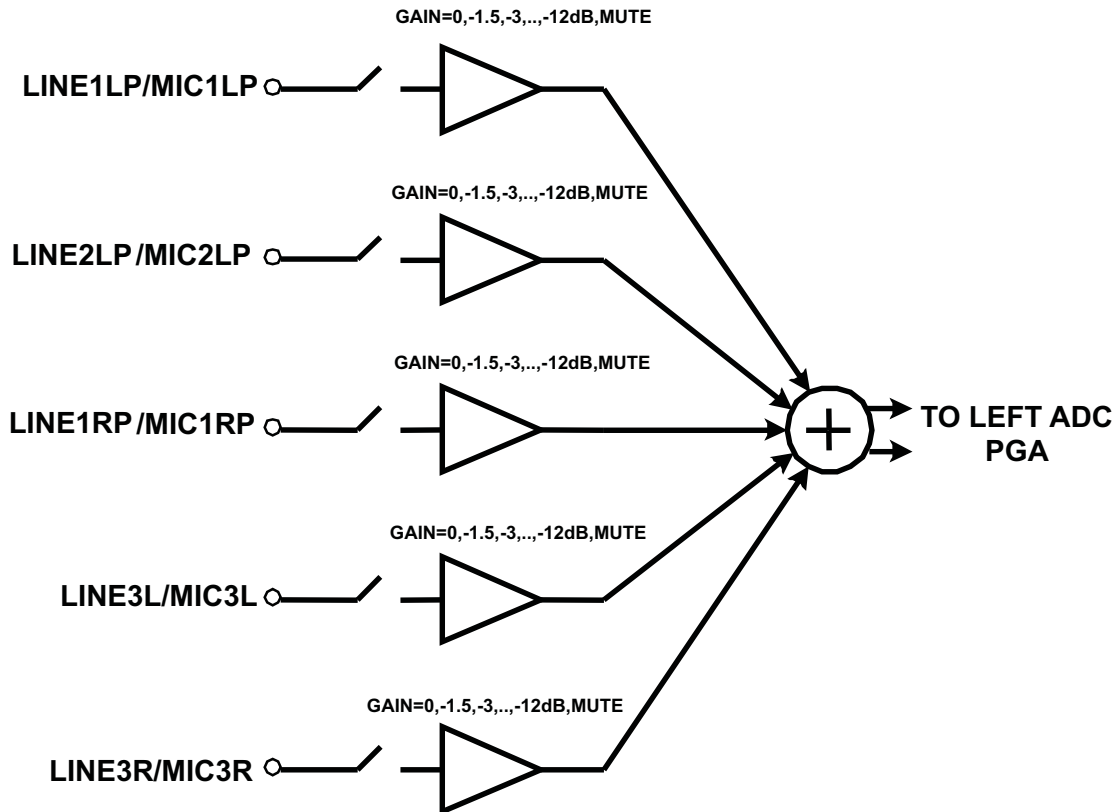 GAIN=0,-1.5,-3,..,-12dB,MUTE
LINE1LP/MIC1LP
GAIN=0,-1.5,-3,..,-12dB,MUTE
LINE2LP/MIC2LP
GAIN=0,-1.5,-3,..,-12dB,MUTE
LINE1RP/MIC1RP
TO LEFT ADC
PGA
GAIN=0,-1.5,-3,..,-12dB,MUTE
LINE3L/MIC3L
GAIN=0,-1.5,-3,..,-12dB,MUTE
LINE3R/MIC3R